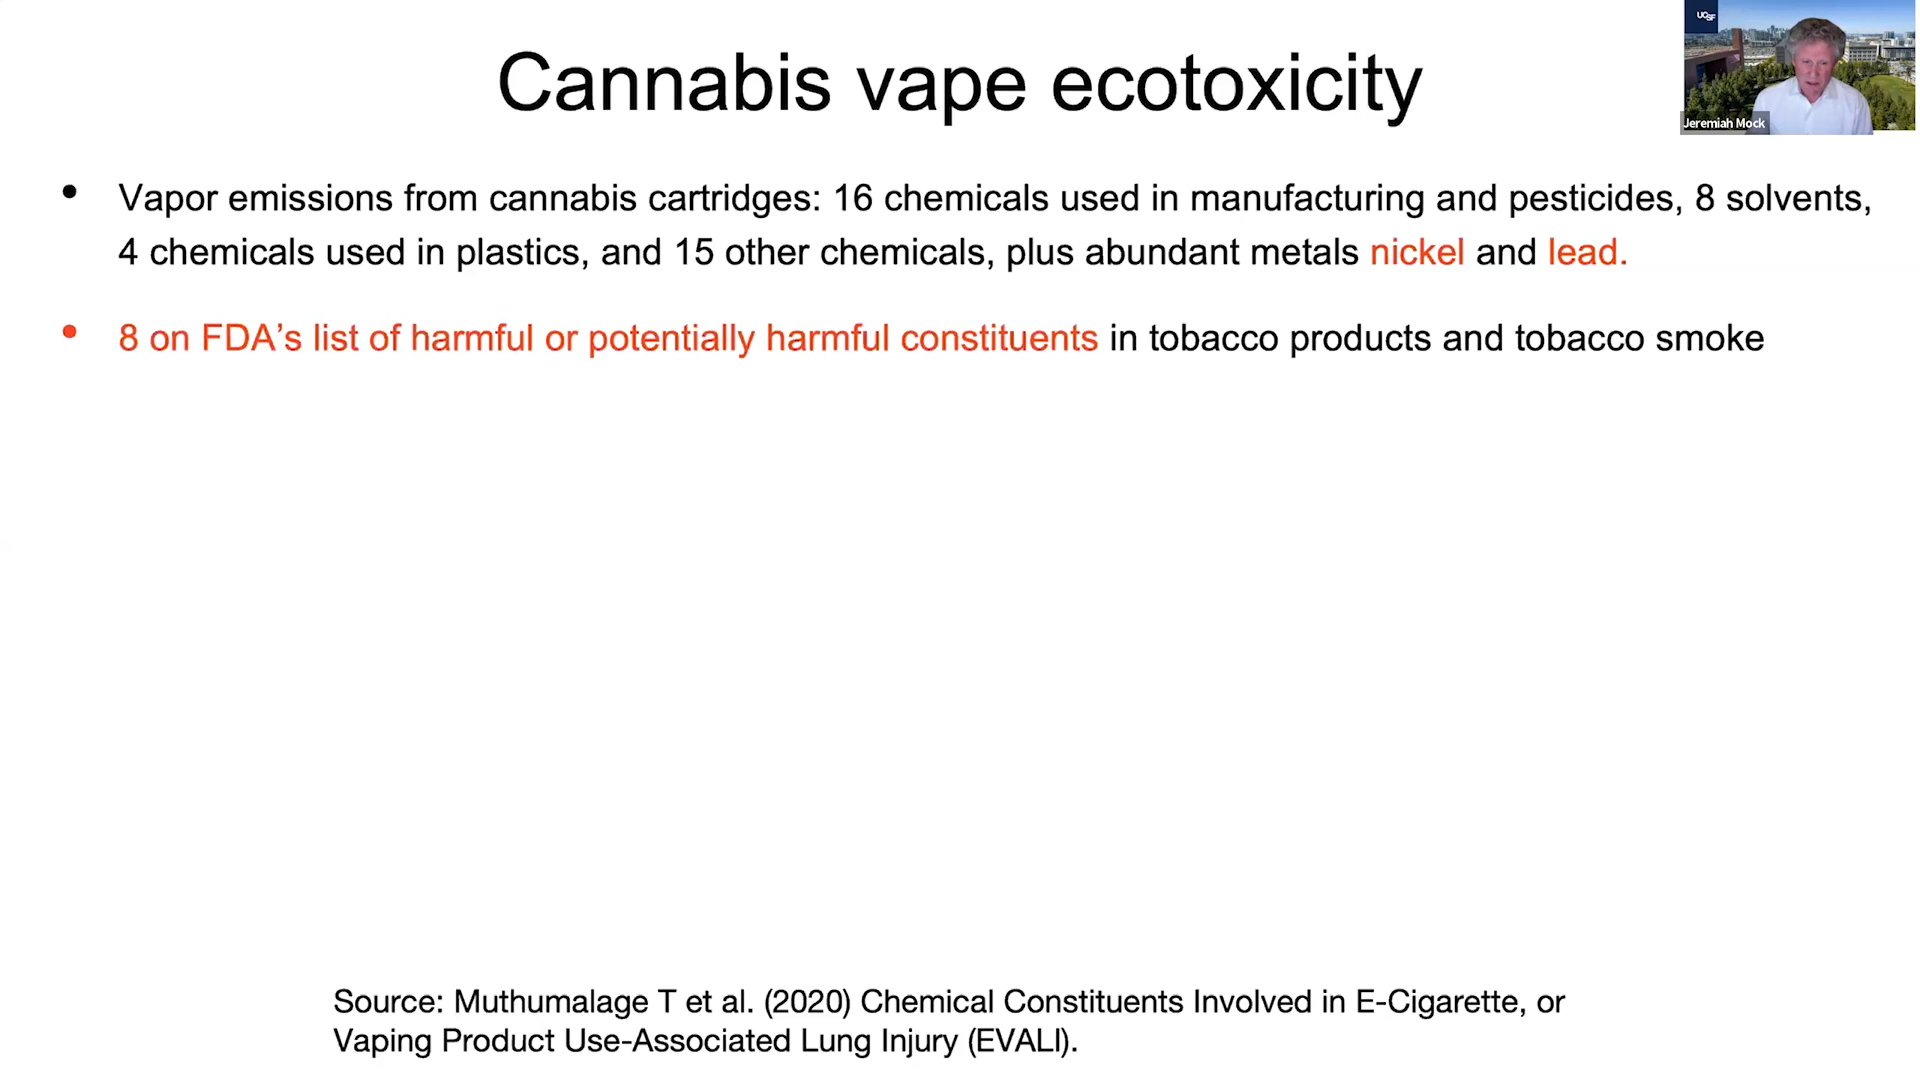 Cannabis vape ecotoxicity
UCSF
Jeremiah Mock
• Vapor emissions from cannabis cartridges: 16 chemicals used in manufacturing and pesticides, 8 solvents,
4 chemicals used in plastics, and 15 other chemicals, plus abundant metals nickel and lead.
• 8 on FDA’s list of harmful or potentially harmful constituents in tobacco products and tobacco smoke
Source: Muthumalage T et al. (2020) Chemical Constituents Involved in E-Cigarette, or
Vaping Product Use-Associated Lung Injury (EVALI).